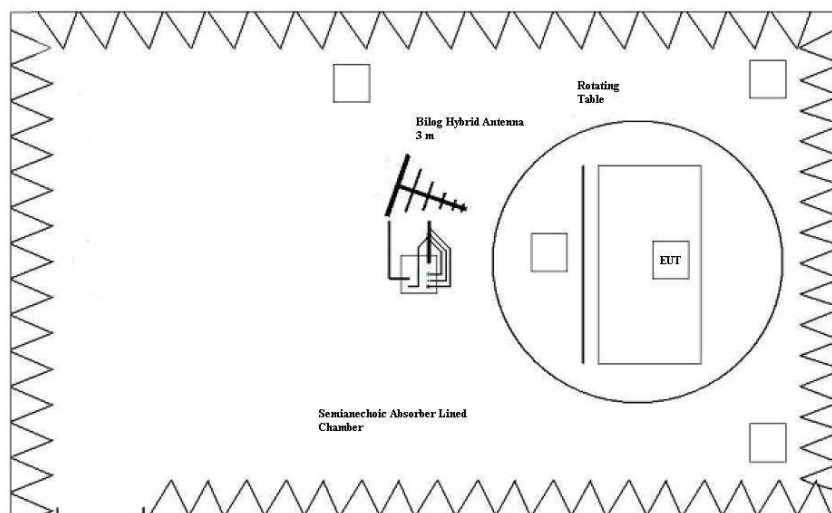 Rotating
Table
Bilog Hybrid Antenna
3 m
EUT
Semianechoic Absorber Lined
Chamber